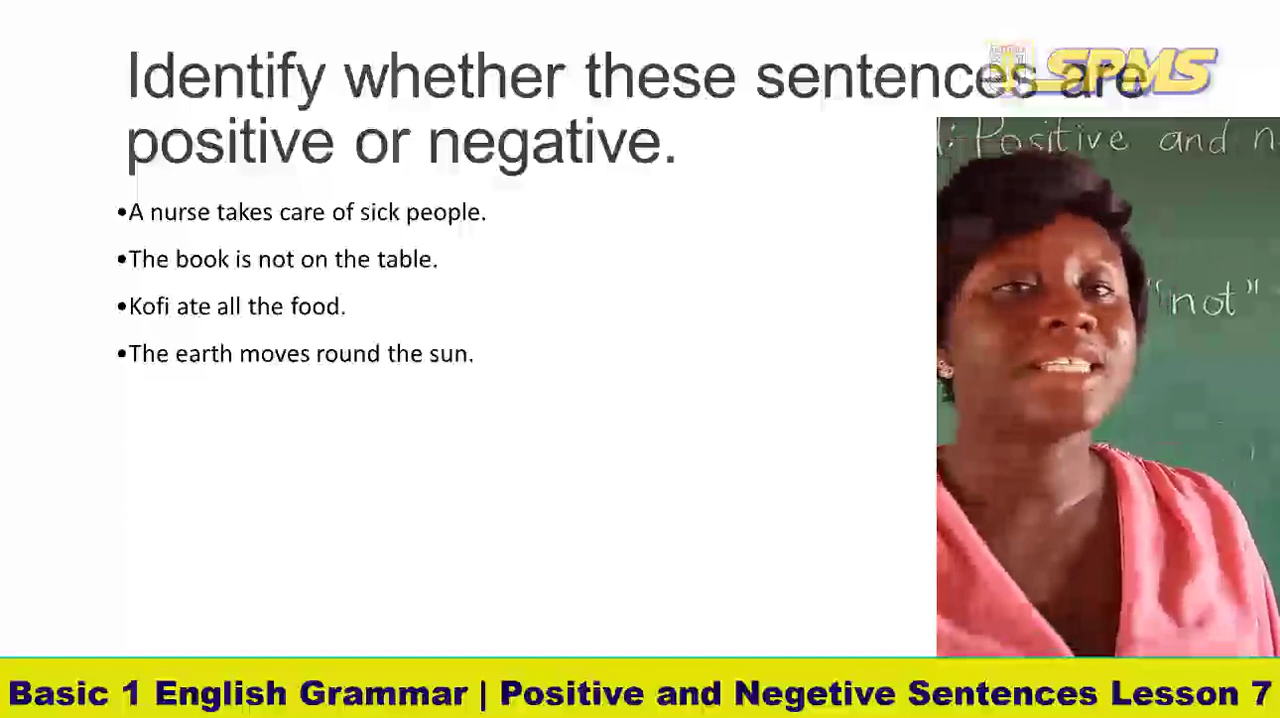 Identify whether these sentences are
positive or negative.
SPMS
: Positive and n
•A nurse takes care of sick people.
•The book is not on the table.
"not"
•Kofi ate all the food.
•The earth moves round the sun.
Basic 1 English Grammar | Positive and Negetive Sentences Lesson 7